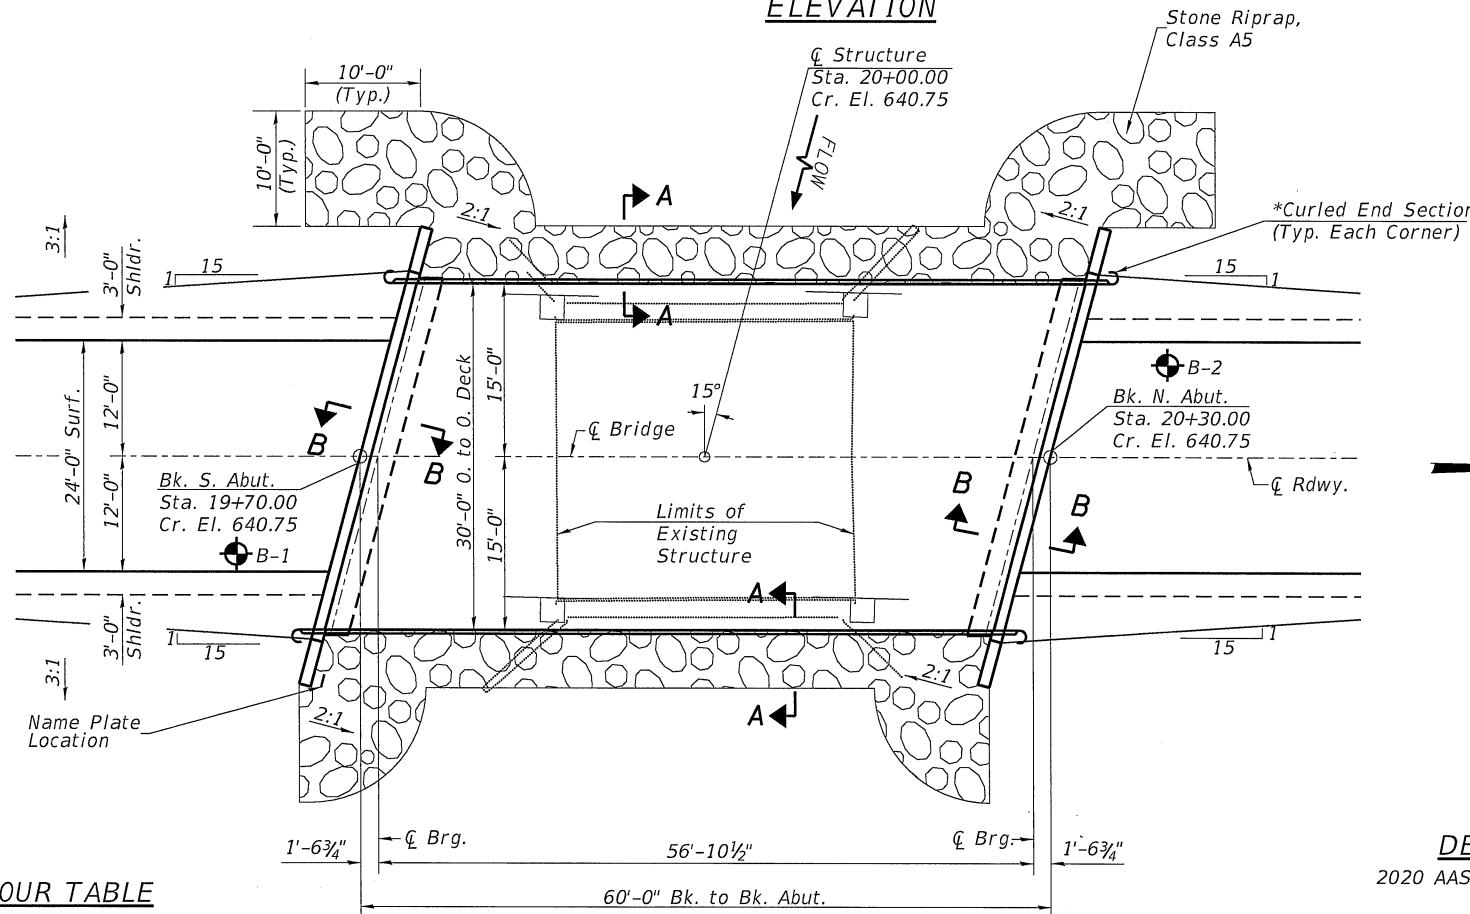 ELEVATION
Stone Riprap,
Class A5
℄ Structure
Sta. 20+00.00
Cr. El. 640.75
10'-0"
(Typ.)
10'-0"
(Typ.)
FLOW
A
2:1
2:1
*Curled End Section
(Typ. Each Corner)
3:1
3'-0"
Shldr.
1
15
15
1
A
24'-0" Surf.
12'-0"
12'-0"
30'-0" O. to O. Deck
15'-0"
15'-0"
15°
B-2
Bk. N. Abut.
Sta. 20+30.00
Cr. El. 640.75
B
B
℄ Bridge
Bk. S. Abut.
Sta. 19+70.00
Cr. El. 640.75
B
B
℄ Rdwy.
Limits of
Existing
Structure
B-1
A
3'-0"
Shldr.
1
15
15
1
3:1
2:1
2:1
A
Name Plate
Location
℄ Brg.
℄ Brg.
1'-6¾"
56'-10½"
1'-6¾"
60'-0" Bk. to Bk. Abut.
OUR TABLE
DE
2020 AAS